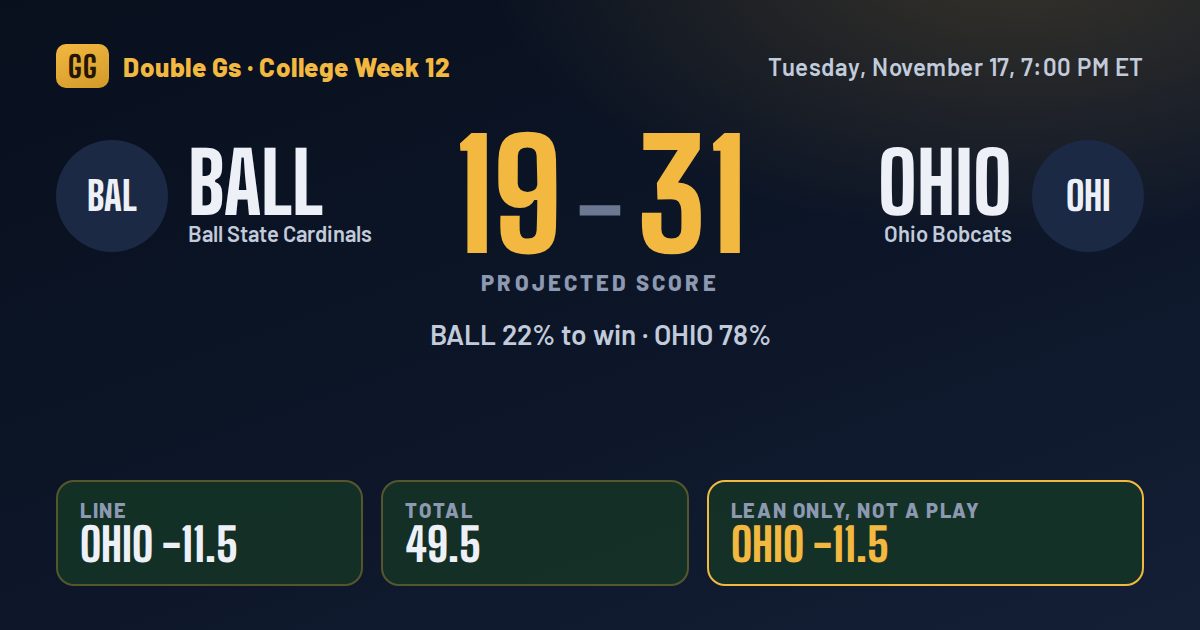 GG Double Gs · College Week 12
Tuesday, November 17, 7:00 PM ET
BAL
BALL
Ball State Cardinals
19 – 31
PROJECTED SCORE
BALL 22% to win · OHIO 78%
OHIO
Ohio Bobcats
OHI
LINE
OHIO −11.5
TOTAL
49.5
LEAN ONLY, NOT A PLAY
OHIO −11.5